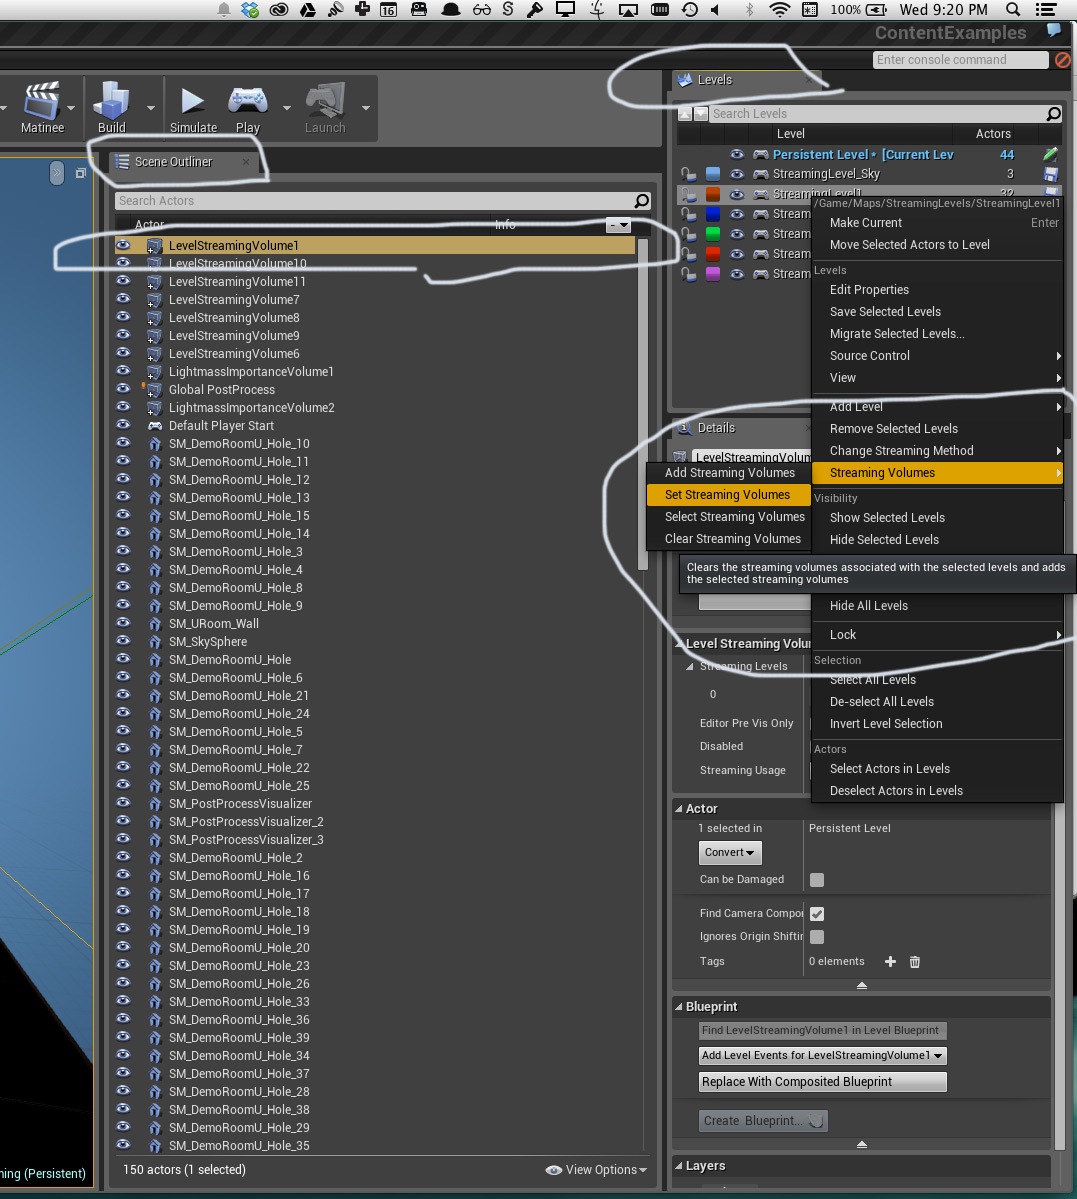 100%
Wed 9:20 PM
16
ContentExamples
Enter console command
Matinee
Build
Simulate
Play
Launch
Scene Outliner
Search Actors
Actor
Info
LevelStreamingVolume1
LevelStreamingVolume10
LevelStreamingVolume11
LevelStreamingVolume7
LevelStreamingVolume8
LevelStreamingVolume9
LevelStreamingVolume6
LightmassImportanceVolume1
Global PostProcess
LightmassImportanceVolume2
Default Player Start
SM_DemoRoomU_Hole_10
SM_DemoRoomU_Hole_11
SM_DemoRoomU_Hole_12
SM_DemoRoomU_Hole_13
SM_DemoRoomU_Hole_15
SM_DemoRoomU_Hole_14
SM_DemoRoomU_Hole_3
SM_DemoRoomU_Hole_4
SM_DemoRoomU_Hole_8
SM_DemoRoomU_Hole_9
SM_URoom_Wall
SM_SkySphere
SM_DemoRoomU_Hole
SM_DemoRoomU_Hole_6
SM_DemoRoomU_Hole_21
SM_DemoRoomU_Hole_24
SM_DemoRoomU_Hole_5
SM_DemoRoomU_Hole_7
SM_DemoRoomU_Hole_22
SM_DemoRoomU_Hole_25
SM_PostProcessVisualizer
SM_PostProcessVisualizer_2
SM_PostProcessVisualizer_3
SM_DemoRoomU_Hole_2
SM_DemoRoomU_Hole_16
SM_DemoRoomU_Hole_17
SM_DemoRoomU_Hole_18
SM_DemoRoomU_Hole_19
SM_DemoRoomU_Hole_20
SM_DemoRoomU_Hole_23
SM_DemoRoomU_Hole_26
SM_DemoRoomU_Hole_33
SM_DemoRoomU_Hole_36
SM_DemoRoomU_Hole_39
SM_DemoRoomU_Hole_34
SM_DemoRoomU_Hole_37
SM_DemoRoomU_Hole_28
SM_DemoRoomU_Hole_38
SM_DemoRoomU_Hole_29
SM_DemoRoomU_Hole_35
150 actors (1 selected)
View Options
ning (Persistent)
Levels
Search Levels
Level
Actors
Persistent Level* [Current Lev
44
StreamingLevel_Sky
3
StreamingLevel1
32
Stream
Stream
Stream
Stream
Stream
/Game/Maps/StreamingLevels/StreamingLevel1
Make Current
Enter
Move Selected Actors to Level
Levels
Edit Properties
Save Selected Levels
Migrate Selected Levels...
Source Control
View
Add Level
Remove Selected Levels
Change Streaming Method
Streaming Volumes
Visibility
Show Selected Levels
Hide Selected Levels
Hide All Levels
Lock
Selection
Select All Levels
De-select All Levels
Invert Level Selection
Actors
Select Actors in Levels
Deselect Actors in Levels
Details
LevelStreamingVolum
Add Streaming Volumes
Set Streaming Volumes
Select Streaming Volumes
Clear Streaming Volumes
Clears the streaming volumes associated with the selected levels and adds
the selected streaming volumes
Level Streaming Volu
Streaming Levels
0
Editor Pre Vis Only
Disabled
Streaming Usage
Actor
1 selected in
Persistent Level
Convert
Can be Damaged
Find Camera Compo
Ignores Origin Shiftin
Tags
0 elements
Blueprint
Find LevelStreamingVolume1 in Level Blueprint
Add Level Events for LevelStreamingVolume1
Replace With Composited Blueprint
Create Blueprint...
Layers